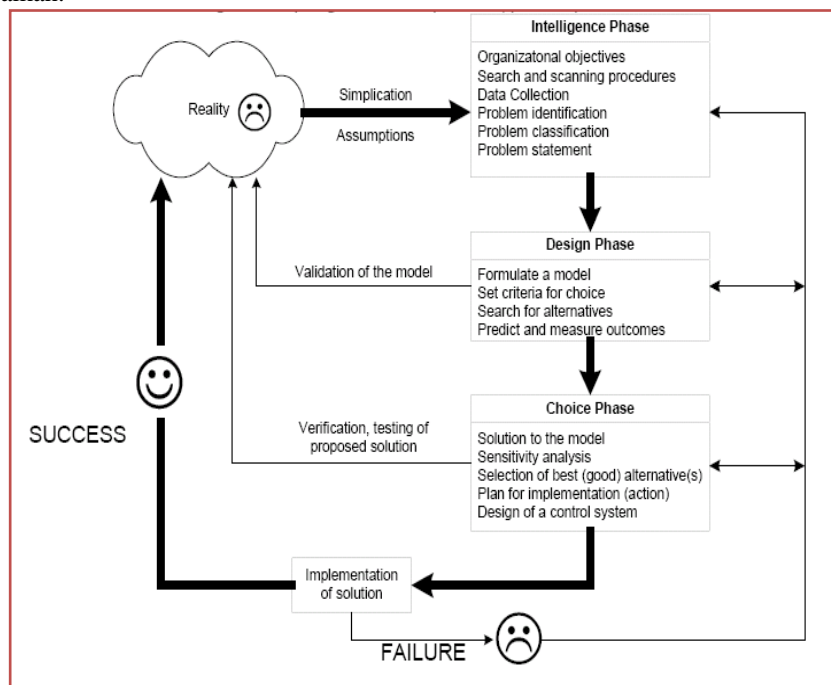 Intelligence Phase
Organizatonal objectives
Search and scanning procedures
Data Collection
Problem identification
Problem classification
Problem statement
Reality
Simplication
Assumptions
Design Phase
Formulate a model
Set criteria for choice
Search for alternatives
Predict and measure outcomes
Validation of the model
Choice Phase
Solution to the model
Sensitivity analysis
Selection of best (good) alternative(s)
Plan for implementation (action)
Design of a control system
Verification, testing of
proposed solution
SUCCESS
Implementation
of solution
FAILURE